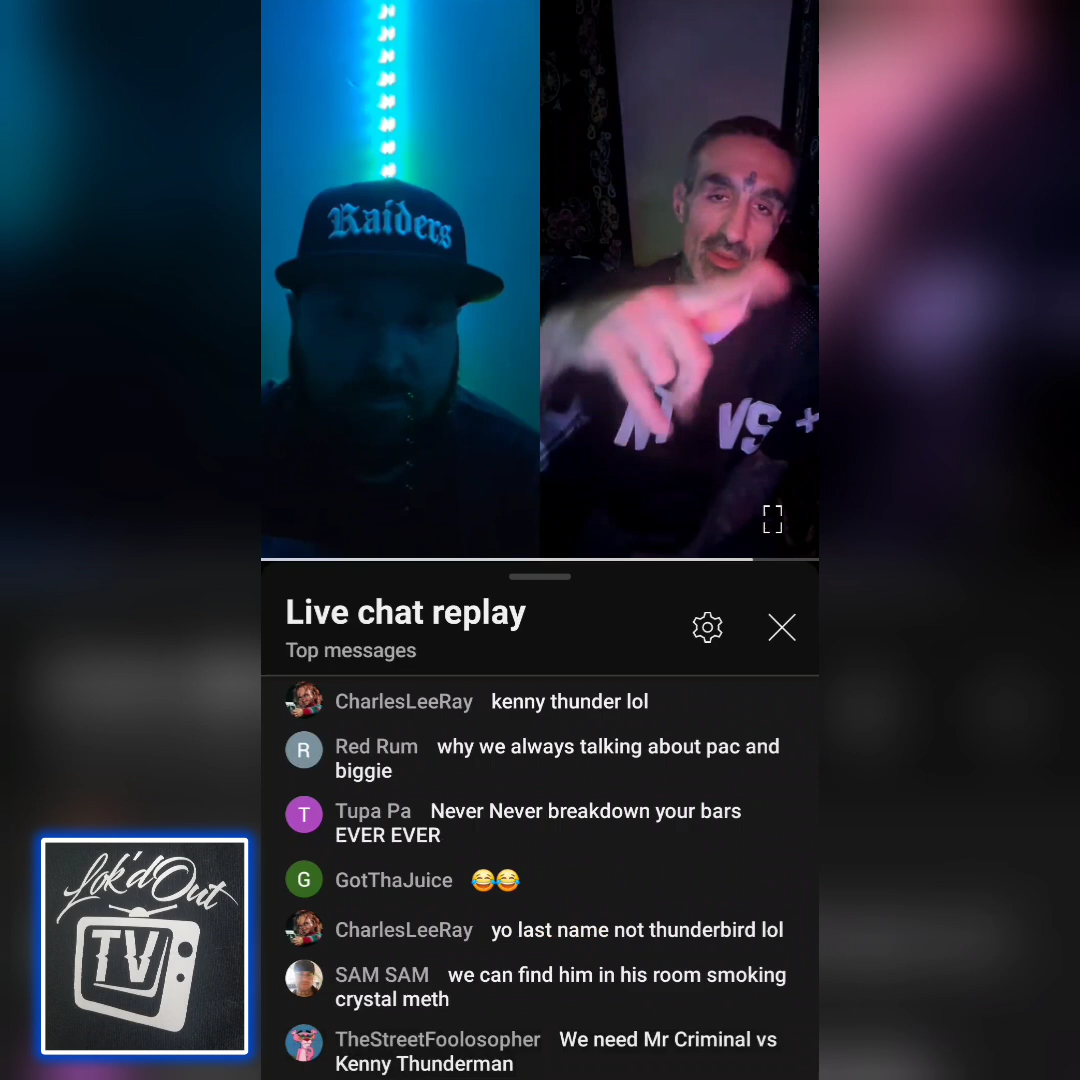 Raiders
VS
Live chat replay
Top messages
CharlesLeeRay kenny thunder lol
R Red Rum why we always talking about pac and
biggie
T Tupa Pa Never Never breakdown your bars
EVER EVER
G GotThaJuice 😂😂
CharlesLeeRay yo last name not thunderbird lol
SAM SAM we can find him in his room smoking
crystal meth
TheStreetFoolosopher We need Mr Criminal vs
Kenny Thunderman
Lok'dOut
TV